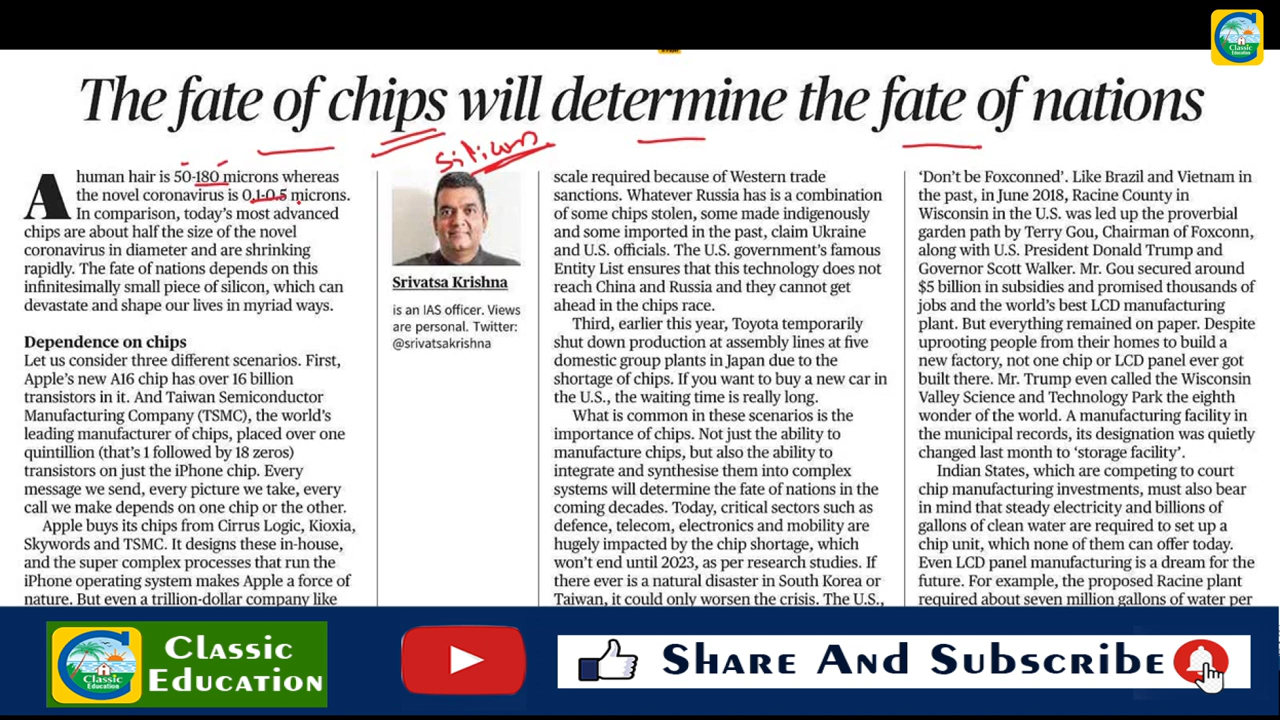 Classic
Education
The fate of chips will determine the fate of nations
silicons
A human hair is 50-180 microns whereas
the novel coronavirus is 0.1-0.5 microns.
In comparison, today's most advanced
chips are about half the size of the novel
coronavirus in diameter and are shrinking
rapidly. The fate of nations depends on this
infinitesimally small piece of silicon, which can
devastate and shape our lives in myriad ways.
Dependence on chips
Let us consider three different scenarios. First,
Apple's new A16 chip has over 16 billion
transistors in it. And Taiwan Semiconductor
Manufacturing Company (TSMC), the world's
leading manufacturer of chips, placed over one
quintillion (that's 1 followed by 18 zeros)
transistors on just the iPhone chip. Every
message we send, every picture we take, every
call we make depends on one chip or the other.
Apple buys its chips from Cirrus Logic, Kioxia,
Skywords and TSMC. It designs these in-house,
and the super complex processes that run the
iPhone operating system makes Apple a force of
nature. But even a trillion-dollar company like
Srivatsa Krishna
is an IAS officer. Views
are personal. Twitter:
@srivatsakrishna
scale required because of Western trade
sanctions. Whatever Russia has is a combination
of some chips stolen, some made indigenously
and some imported in the past, claim Ukraine
and U.S. officials. The U.S. government's famous
Entity List ensures that this technology does not
reach China and Russia and they cannot get
ahead in the chips race.
Third, earlier this year, Toyota temporarily
shut down production at assembly lines at five
domestic group plants in Japan due to the
shortage of chips. If you want to buy a new car in
the U.S., the waiting time is really long.
What is common in these scenarios is the
importance of chips. Not just the ability to
manufacture chips, but also the ability to
integrate and synthesise them into complex
systems will determine the fate of nations in the
coming decades. Today, critical sectors such as
defence, telecom, electronics and mobility are
hugely impacted by the chip shortage, which
won't end until 2023, as per research studies. If
there ever is a natural disaster in South Korea or
Taiwan, it could only worsen the crisis. The U.S.,
'Don't be Foxconned'. Like Brazil and Vietnam in
the past, in June 2018, Racine County in
Wisconsin in the U.S. was led up the proverbial
garden path by Terry Gou, Chairman of Foxconn,
along with U.S. President Donald Trump and
Governor Scott Walker. Mr. Gou secured around
$5 billion in subsidies and promised thousands of
jobs and the world's best LCD manufacturing
plant. But everything remained on paper. Despite
uprooting people from their homes to build a
new factory, not one chip or LCD panel ever got
built there. Mr. Trump even called the Wisconsin
Valley Science and Technology Park the eighth
wonder of the world. A manufacturing facility in
the municipal records, its designation was quietly
changed last month to 'storage facility'.
Indian States, which are competing to court
chip manufacturing investments, must also bear
in mind that steady electricity and billions of
gallons of clean water are required to set up a
chip unit, which none of them can offer today.
Even LCD panel manufacturing is a dream for the
future. For example, the proposed Racine plant
required about seven million gallons of water per
Classic
Education
Classic
Education
Share And Subscribe